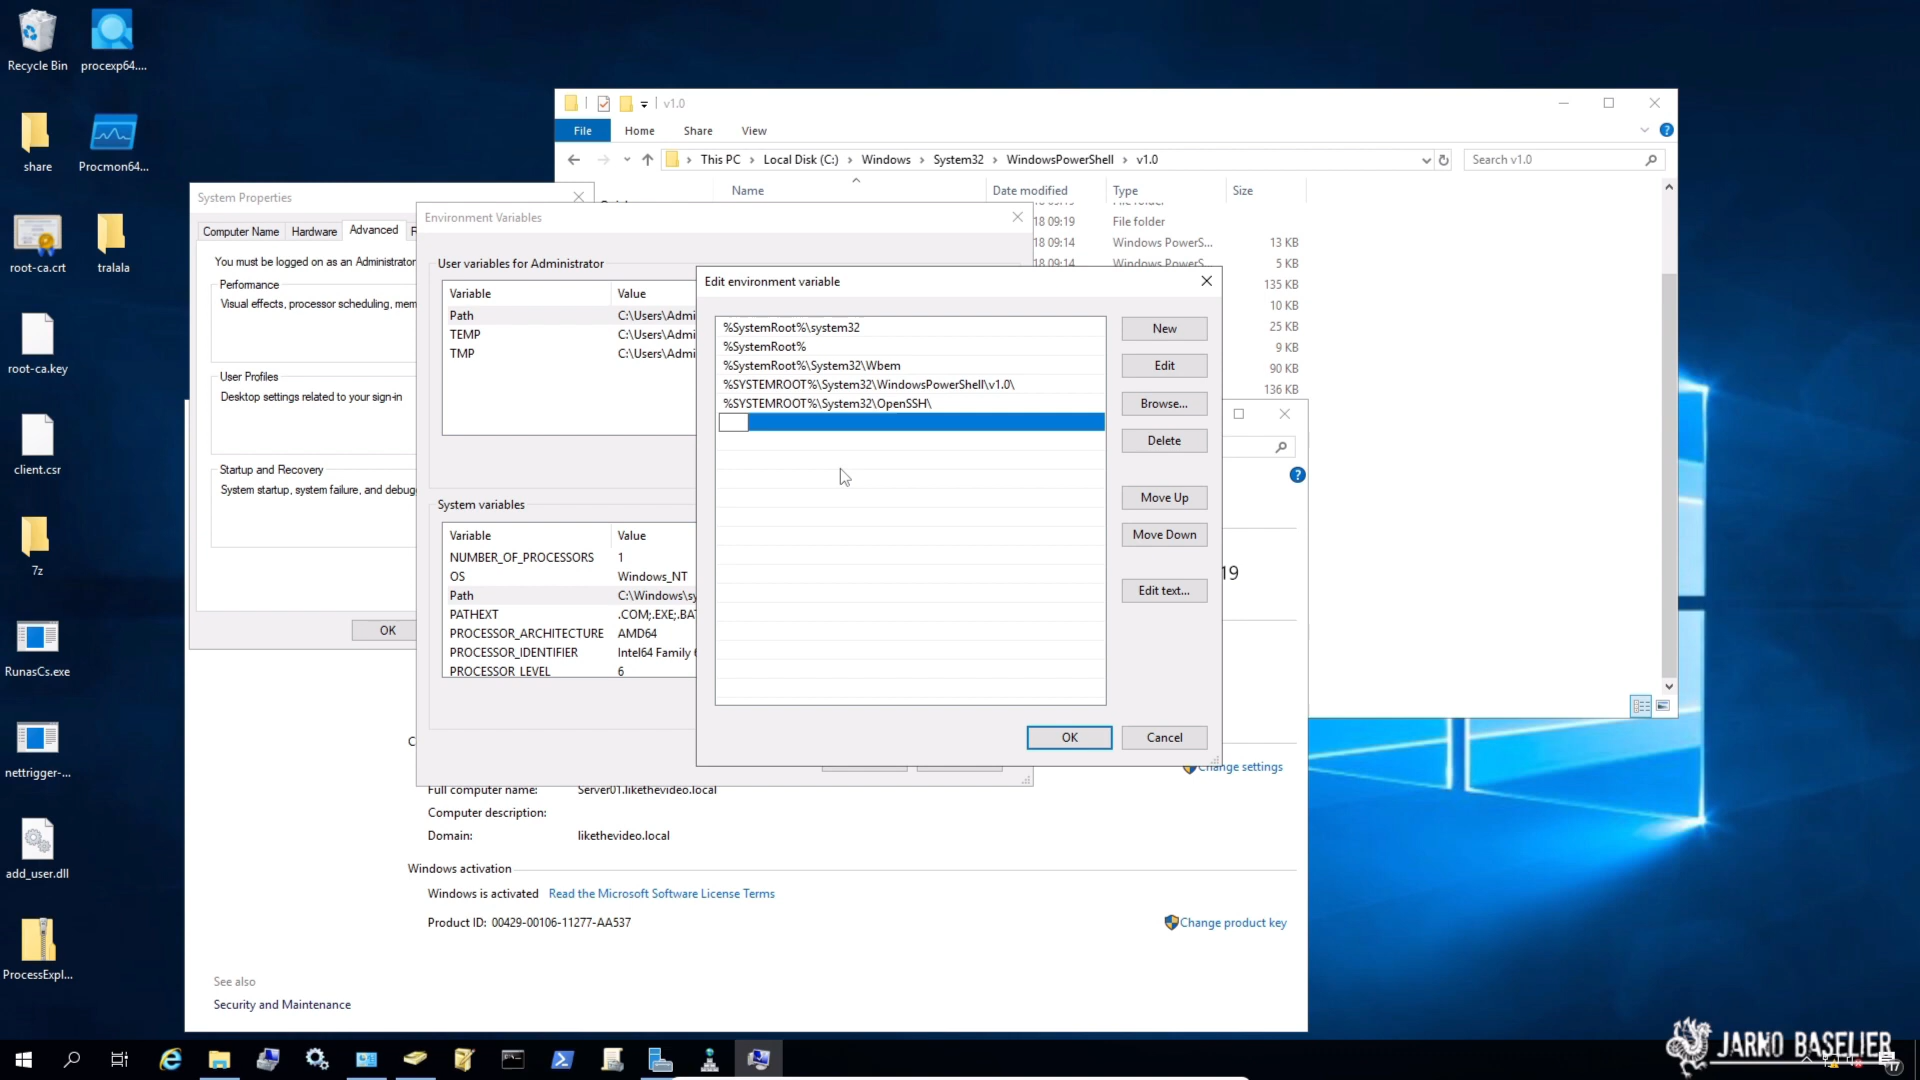 Recycle Bin
procexp64....
share
Procmon64...
root-ca.crt
tralala
root-ca.key
client.csr
7z
RunasCs.exe
nettrigger-...
add_user.dll
ProcessExpl...
v1.0
File
Home
Share
View
This PC > Local Disk (C:) > Windows > System32 > WindowsPowerShell > v1.0
Search v1.0
Name
Date modified
Type
Size
18 09:19
File folder
18 09:14
Windows PowerS...
13 KB
18 09:14
Windows PowerS...
5 KB
135 KB
10 KB
25 KB
9 KB
90 KB
136 KB
System Properties
Computer Name
Hardware
Advanced
You must be logged on as an Administrator
Performance
Visual effects, processor scheduling, mem
User Profiles
Desktop settings related to your sign-in
Startup and Recovery
System startup, system failure, and debug
OK
Environment Variables
User variables for Administrator
Variable
Value
Path
C:\Users\Admi
TEMP
C:\Users\Admi
TMP
C:\Users\Admi
System variables
Variable
Value
NUMBER_OF_PROCESSORS
1
OS
Windows_NT
Path
C:\Windows\sy
PATHEXT
.COM;.EXE;.BA
PROCESSOR_ARCHITECTURE
AMD64
PROCESSOR_IDENTIFIER
Intel64 Family 6
PROCESSOR_LEVEL
6
Edit environment variable
%SystemRoot%\system32
%SystemRoot%
%SystemRoot%\System32\Wbem
%SYSTEMROOT%\System32\WindowsPowerShell\v1.0\
%SYSTEMROOT%\System32\OpenSSH\
New
Edit
Browse...
Delete
Move Up
Move Down
Edit text...
OK
Cancel
19
Change settings
Full computer name:
Server01.likethevideo.local
Computer description:
Domain:
likethevideo.local
Windows activation
Windows is activated
Read the Microsoft Software License Terms
Product ID: 00429-00106-11277-AA537
Change product key
See also
Security and Maintenance
JARNO BASELIER
17